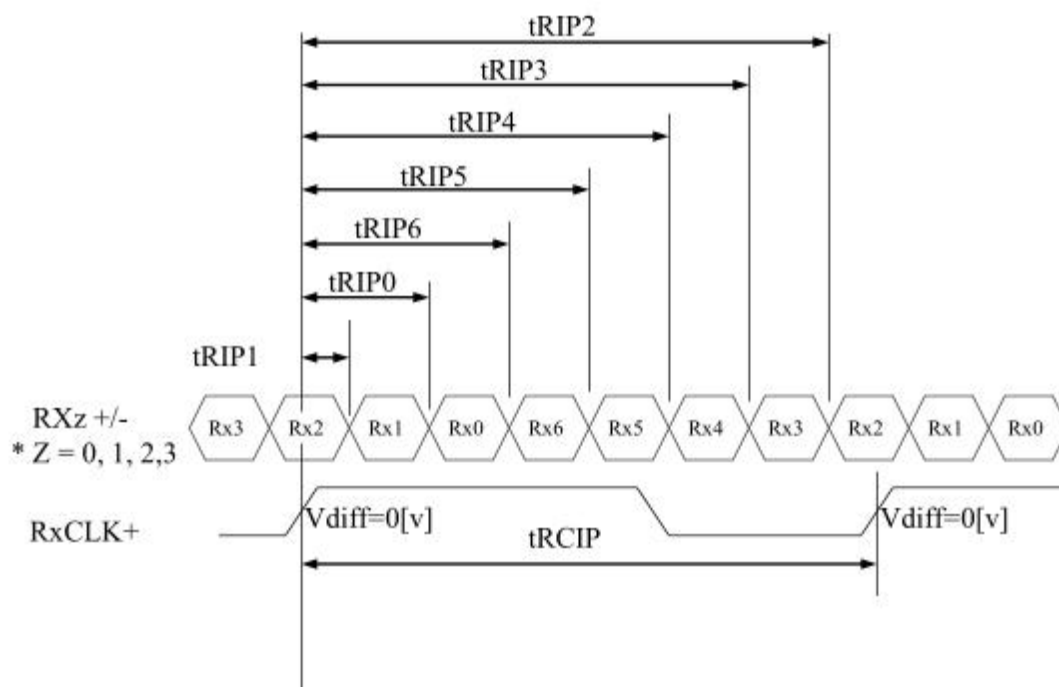 tRIP2
tRIP3
tRIP4
tRIP5
tRIP6
tRIP0
tRIP1
RXz +/-
* Z = 0, 1, 2,3
Rx3 Rx2 Rx1 Rx0 Rx6 Rx5 Rx4 Rx3 Rx2 Rx1 Rx0
RxCLK+
Vdiff=0[v] Vdiff=0[v]
tRCIP